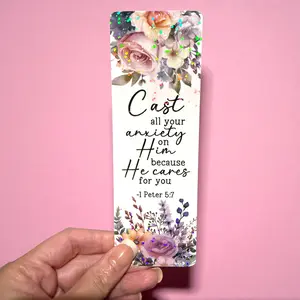 Cast
all your
anxiety
on
Him
because
He cares
for you
-1 Peter 5:7